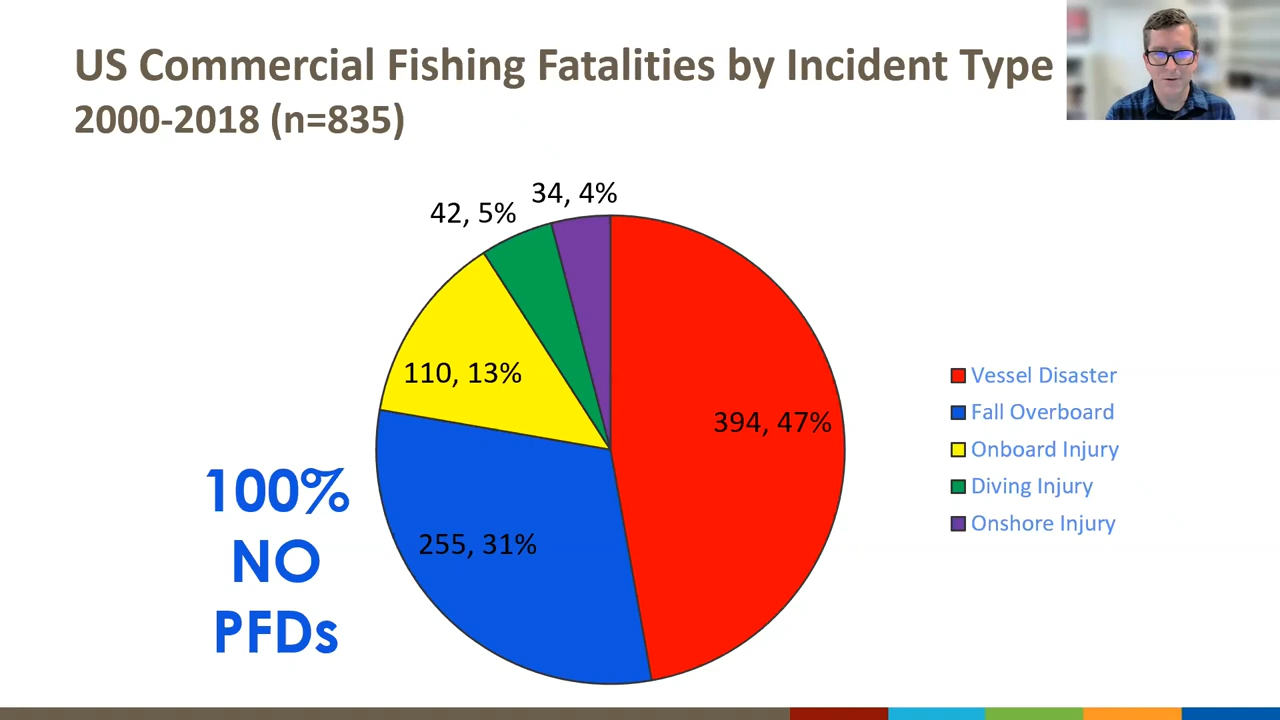 US Commercial Fishing Fatalities by Incident Type
2000-2018 (n=835)
34, 4%
42, 5%
110, 13%
394, 47%
255, 31%
100%
NO
PFDs
Vessel Disaster
Fall Overboard
Onboard Injury
Diving Injury
Onshore Injury